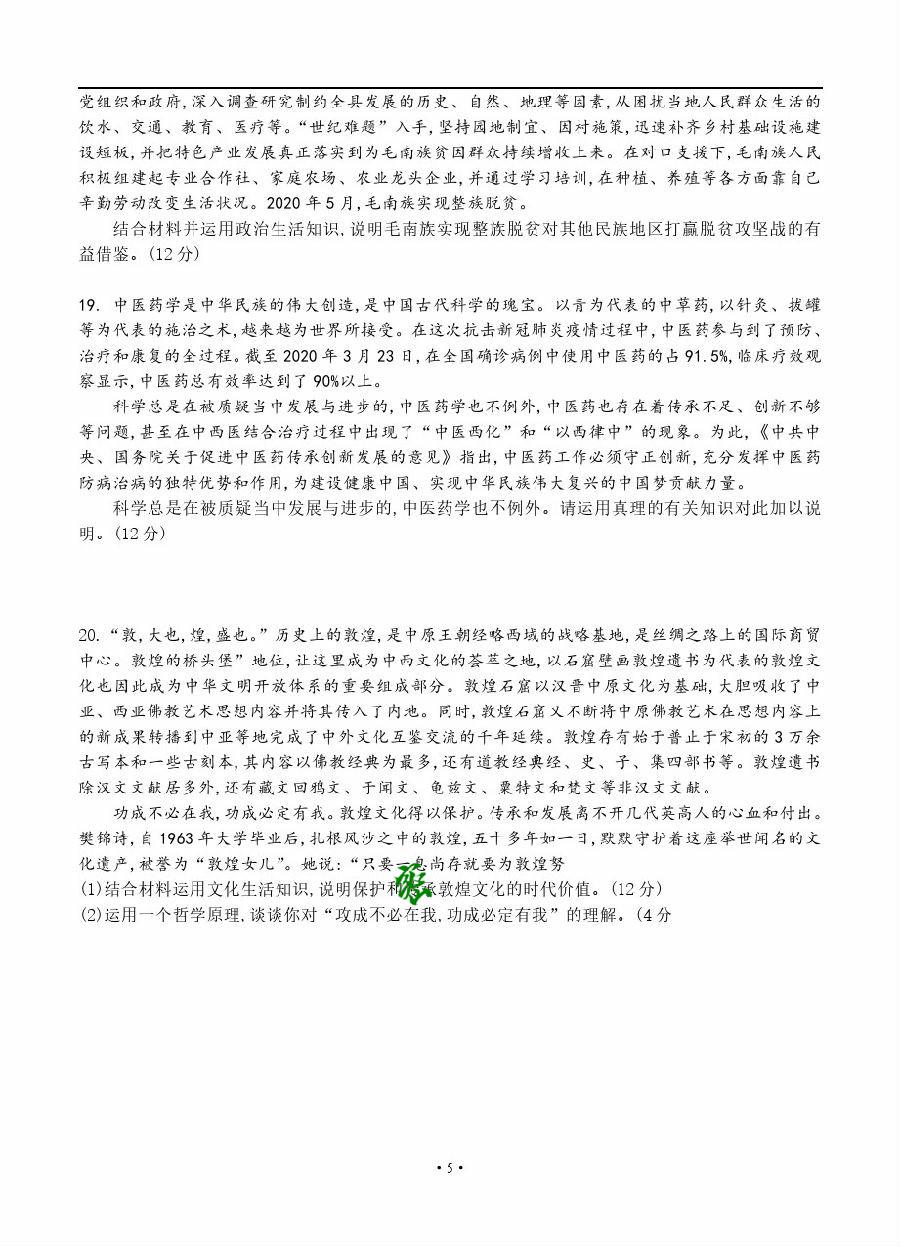 党组织和政府,深入调查研究制约全县发展的历史、自然、地理等因素,从困扰当地人民群众生活的
饮水、交通、教育、医疗等。“世纪难题”入手,坚持园地制宜、因对施策,迅速补齐乡村基础设施建
设短板,并把特色产业发展真正落实到为毛南族贫困群众持续增收上来。在对口支援下,毛南族人民
积极组建起专业合作社、家庭农场、农业龙头企业,并通过学习培训,在种植、养殖等各方面靠自己
辛勤劳动改变生活状况。2020年5月,毛南族实现整族脱贫。
结合材料并运用政治生活知识,说明毛南族实现整族脱贫对其他民族地区打赢脱贫攻坚战的有
益借鉴。(12分)
19. 中医药学是中华民族的伟大创造,是中国古代科学的瑰宝。以青为代表的中草药,以针灸、拔罐
等为代表的施治之术,越来越为世界所接受。在这次抗击新冠肺炎疫情过程中,中医药参与到了预防、
治疗和康复的全过程。截至2020年3月23日,在全国确诊病例中使用中医药的占91.5%,临床疗效观
察显示,中医药总有效率达到了90%以上。
科学总是在被质疑当中发展与进步的,中医药学也不例外,中医药也存在着传承不足、创新不够
等问题,甚至在中西医结合治疗过程中出现了“中医西化”和“以西律中”的现象。为此,《中共中
央、国务院关于促进中医药传承创新发展的意见》指出,中医药工作必须守正创新,充分发挥中医药
防病治病的独特优势和作用,为建设健康中国、实现中华民族伟大复兴的中国梦贡献力量。
科学总是在被质疑当中发展与进步的,中医药学也不例外。请运用真理的有关知识对此加以说
明。(12分)
20.“敦,大也,煌,盛也。”历史上的敦煌,是中原王朝经略西域的战略基地,是丝绸之路上的国际商贸
中心。敦煌的桥头堡”地位,让这里成为中西文化的荟萃之地,以石窟壁画敦煌遗书为代表的敦煌文
化也因此成为中华文明开放体系的重要组成部分。敦煌石窟以汉晋中原文化为基础,大胆吸收了中
亚、西亚佛教艺术思想内容并将其传入了内地。同时,敦煌石窟又不断将中原佛教艺术在思想内容上
的新成果转播到中亚等地完成了中外文化互鉴交流的千年延续。敦煌存有始于普止于宋初的3万余
古写本和一些古刻本,其内容以佛教经典为最多,还有道教经典经、史、子、集四部书等。敦煌遗书
除汉文文献居多外,还有藏文回鸦文、于闻文、龟兹文、粟特文和梵文等非汉文文献。
功成不必在我,功成必定有我。敦煌文化得以保护。传承和发展离不开几代英高人的心血和付出。
樊锦诗,自1963年大学毕业后,扎根风沙之中的敦煌,五十多年如一日,默默守护着这座举世闻名的文
化遗产,被誉为“敦煌女儿”。她说:“只要一息尚存就要为敦煌努
(1)结合材料运用文化生活知识,说明保护和承敦煌文化的时代价值。(12分)
(2)运用一个哲学原理,谈谈你对“攻成不必在我,功成必定有我”的理解。(4分
·5·